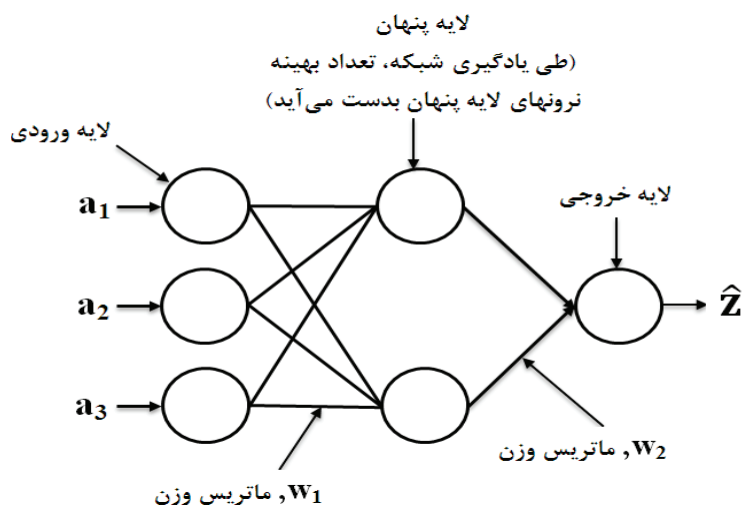 لایه پنهان
(طی یادگیری شبکه، تعداد بهینه
نرونهای لایه پنهان بدست می‌آید)
لایه ورودی
لایه خروجی
a1
a2
a3
ẑ
w2, ماتریس وزن
w1, ماتریس وزن